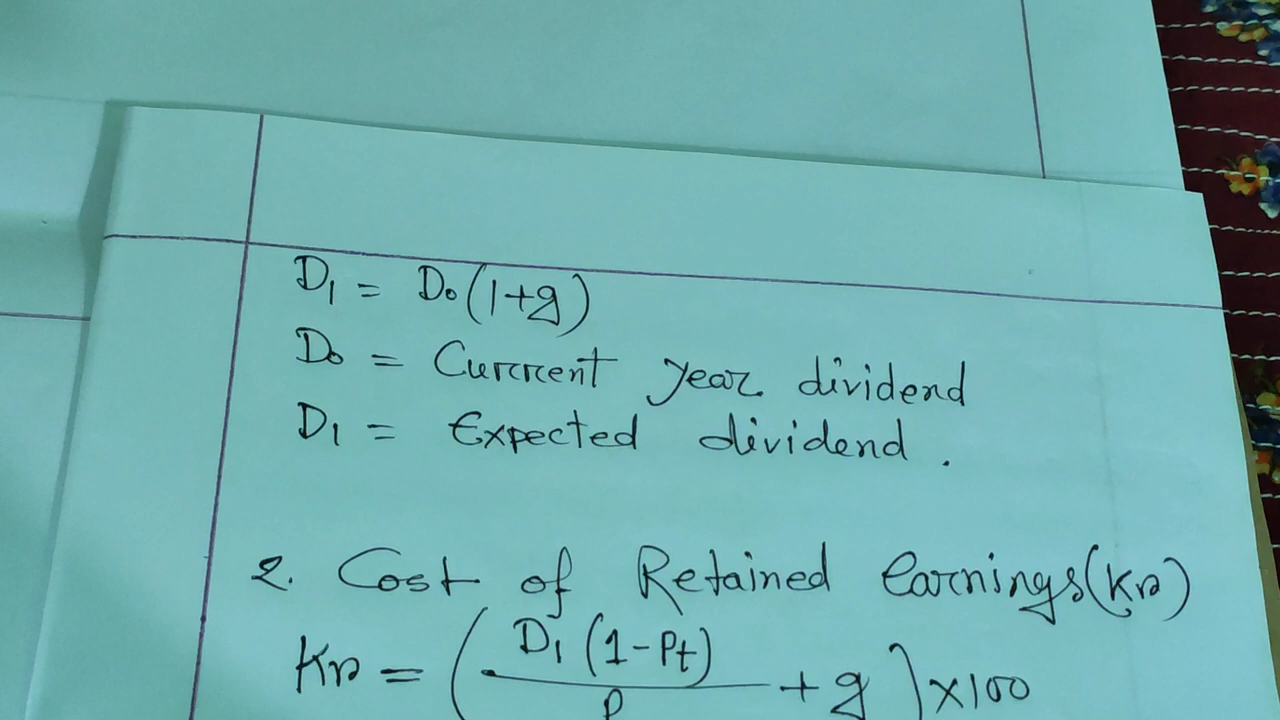 D₁ = D₀(1+g)
D₀ = Current year dividend
D₁ = Expected dividend.
2. Cost of Retained earnings(Kr)
Kr = (D₁(1-Pt)/P + g)×100